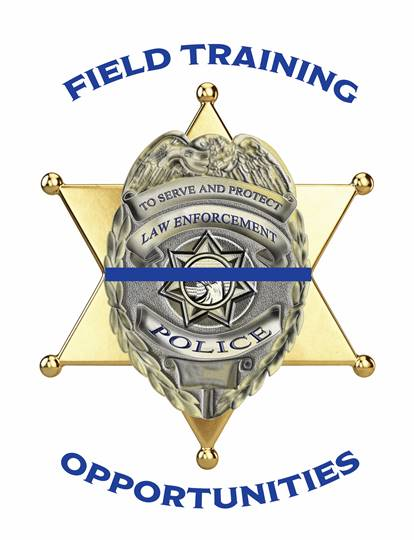 FIELD TRAINING
TO SERVE AND PROTECT
LAW ENFORCEMENT
POLICE
OPPORTUNITIES